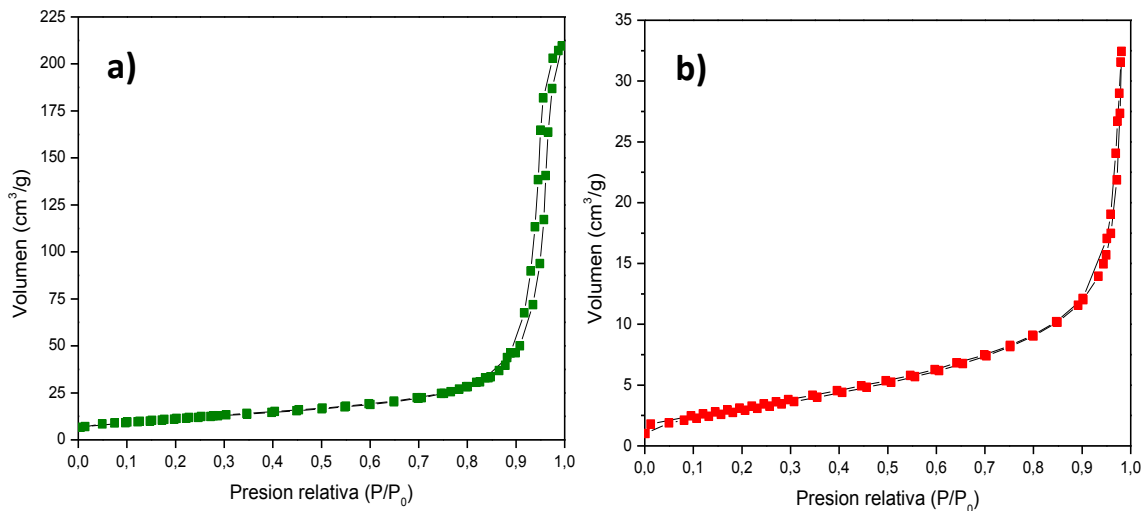 a)
225
200
175
150
125
100
75
50
25
0
Volumen (cm³/g)
0,0 0,1 0,2 0,3 0,4 0,5 0,6 0,7 0,8 0,9 1,0
Presion relativa (P/P₀)
b)
35
30
25
20
15
10
5
0
Volumen (cm³/g)
0,0 0,1 0,2 0,3 0,4 0,5 0,6 0,7 0,8 0,9 1,0
Presion relativa (P/P₀)